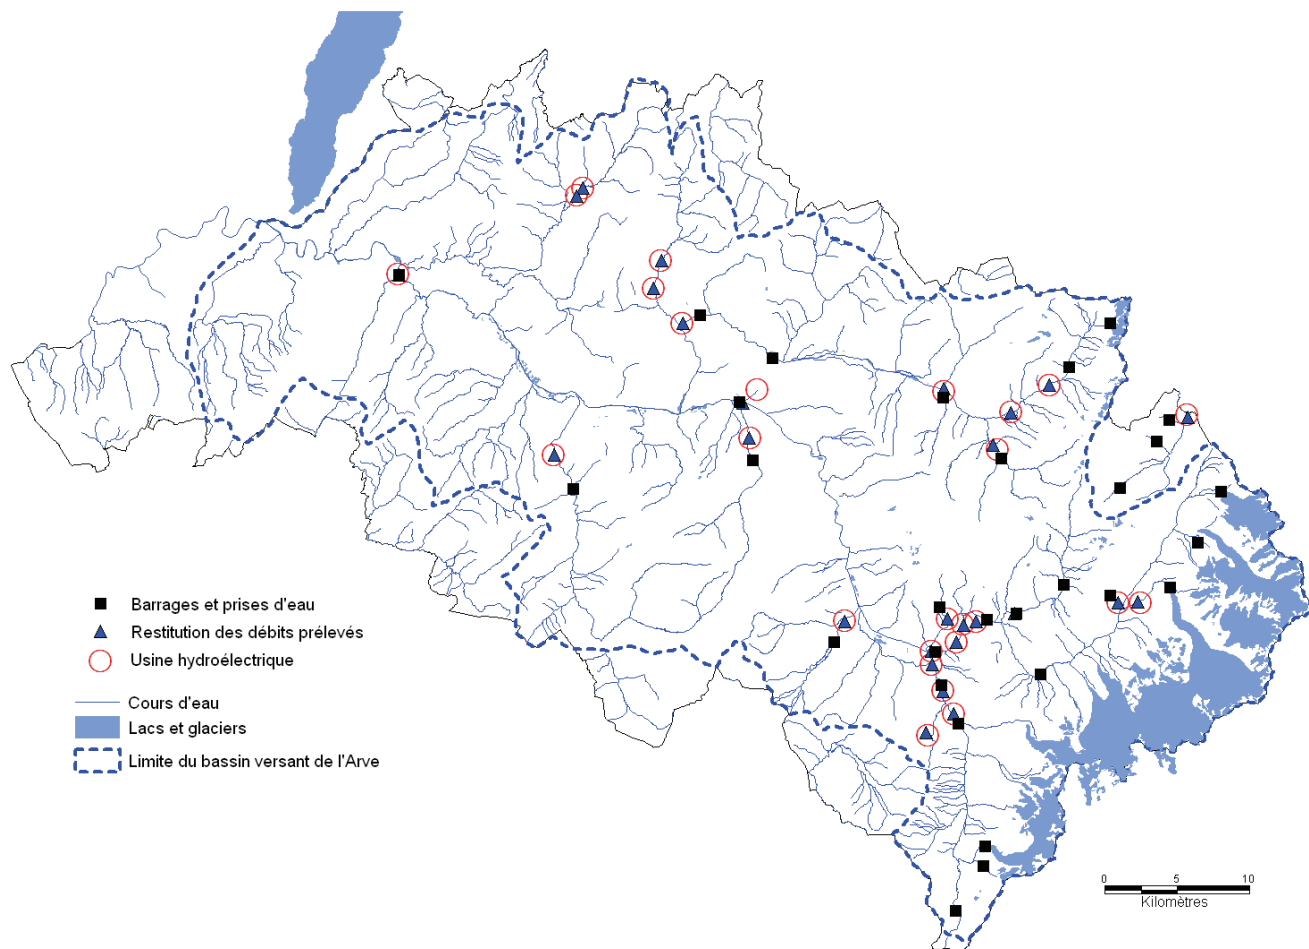 Barrages et prises d'eau
Restitution des débits prélevés
Usine hydroélectrique
Cours d'eau
Lacs et glaciers
Limite du bassin versant de l'Arve
0 5 10
Kilomètres